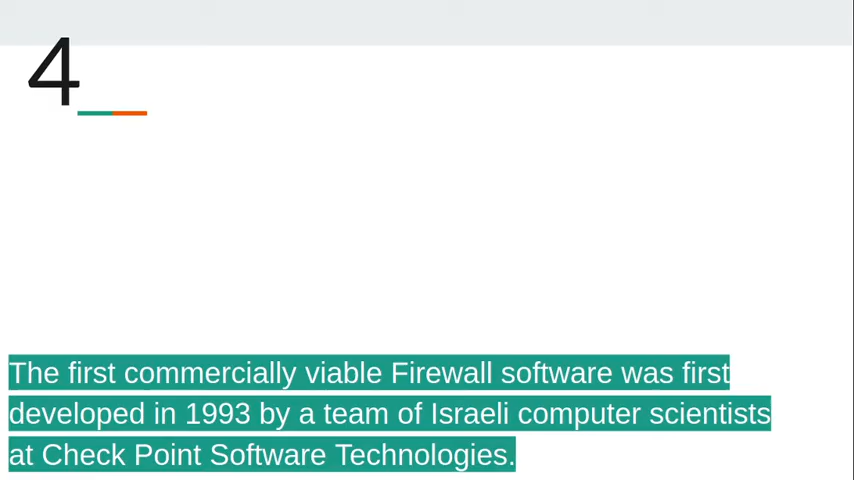 4
The first commercially viable Firewall software was first
developed in 1993 by a team of Israeli computer scientists
at Check Point Software Technologies.